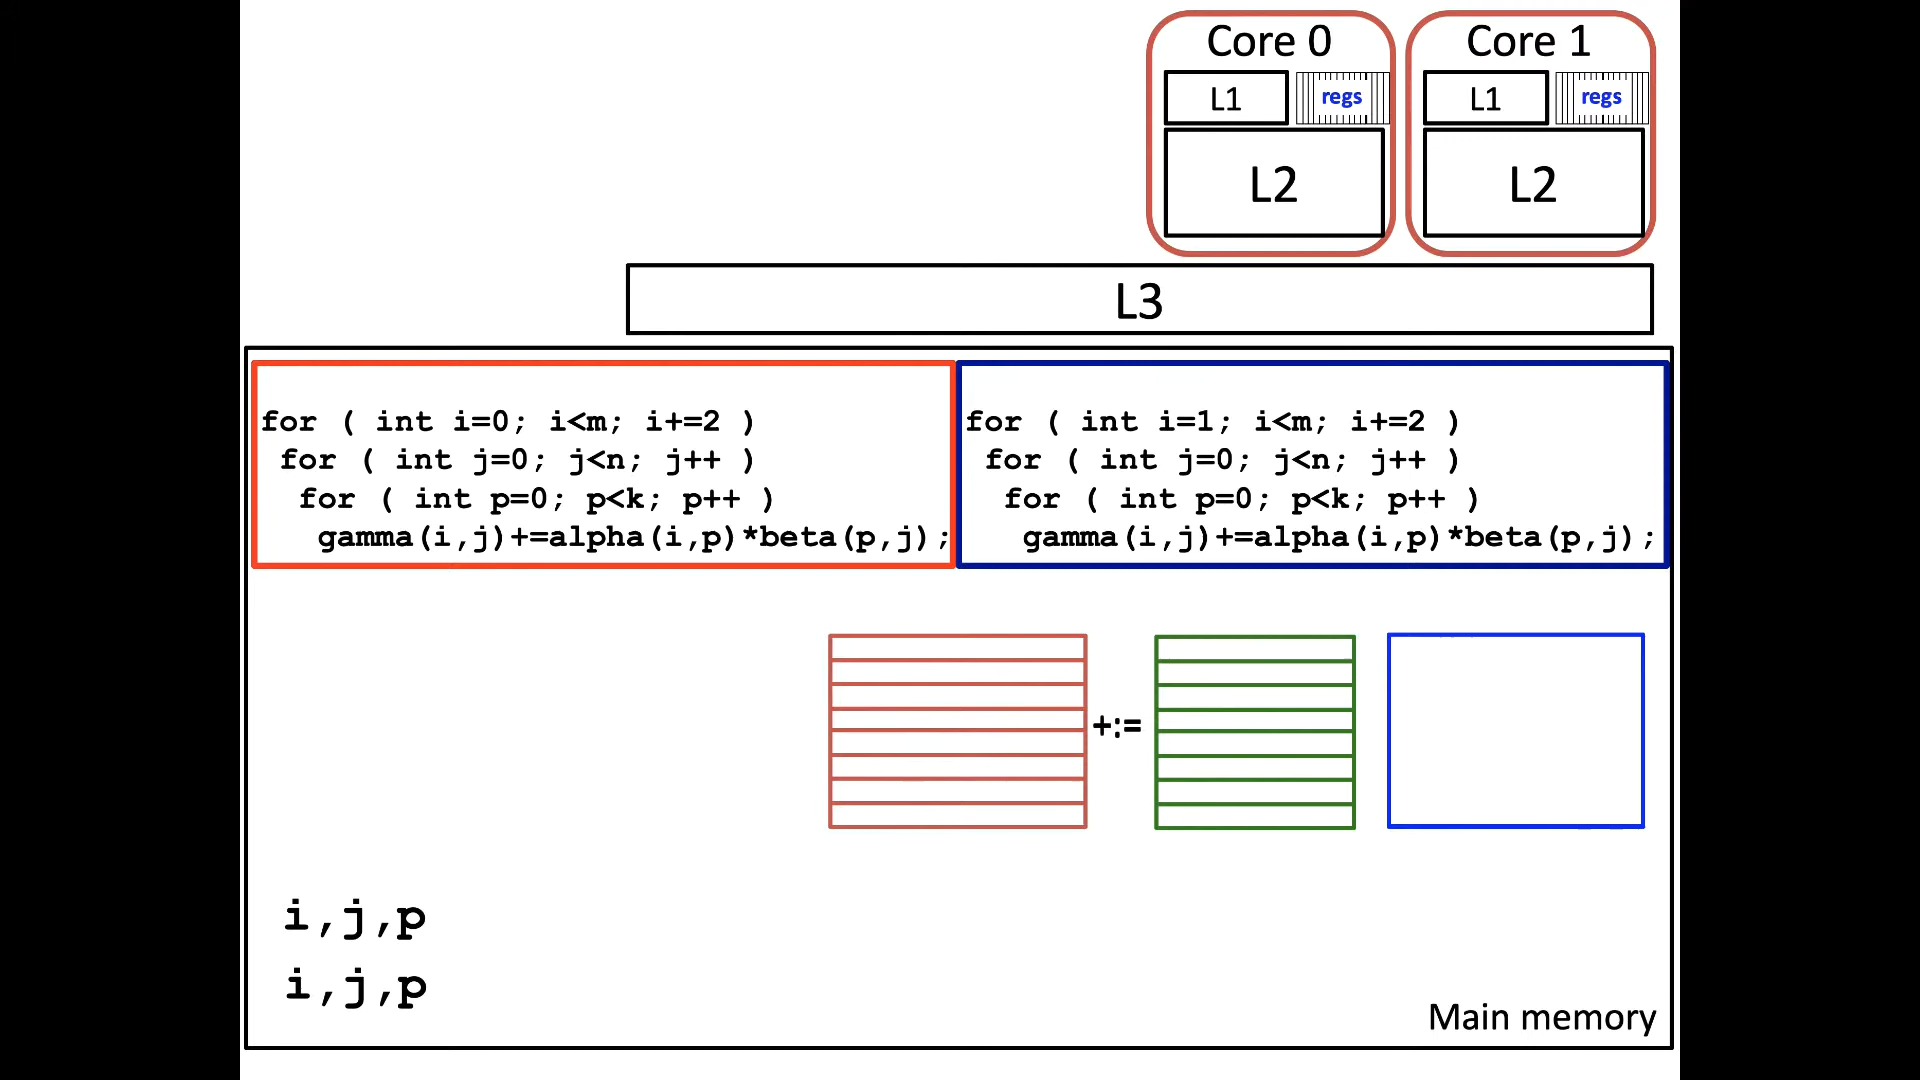 Core 0 Core 1
L1 regs L1 regs
L2 L2
L3
for ( int i=0; i<m; i+=2 )
for ( int j=0; j<n; j++ )
for ( int p=0; p<k; p++ )
gamma(i,j)+=alpha(i,p)*beta(p,j);
for ( int i=1; i<m; i+=2 )
for ( int j=0; j<n; j++ )
for ( int p=0; p<k; p++ )
gamma(i,j)+=alpha(i,p)*beta(p,j);
+:=
i,j,p
i,j,p
Main memory